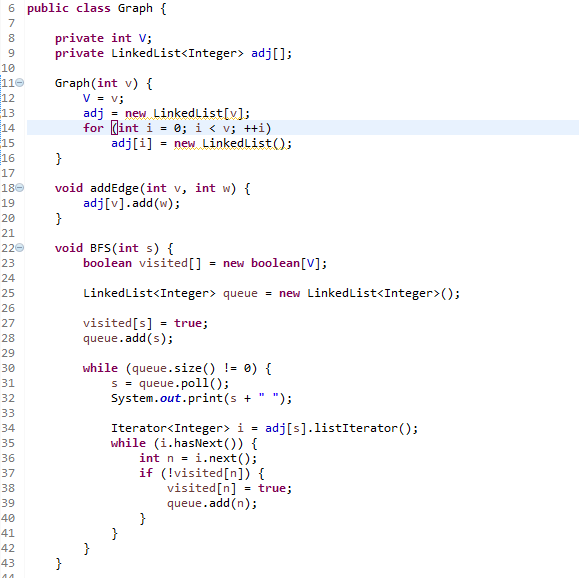 6 public class Graph {
7
8     private int V;
9     private LinkedList<Integer> adj[];
10
11     Graph(int v) {
12         V = v;
13         adj = new LinkedList[v];
14         for (int i = 0; i < v; ++i)
15             adj[i] = new LinkedList();
16     }
17
18     void addEdge(int v, int w) {
19         adj[v].add(w);
20     }
21
22     void BFS(int s) {
23         boolean visited[] = new boolean[V];
24
25         LinkedList<Integer> queue = new LinkedList<Integer>();
26
27         visited[s] = true;
28         queue.add(s);
29
30         while (queue.size() != 0) {
31             s = queue.poll();
32             System.out.print(s + " ");
33
34             Iterator<Integer> i = adj[s].listIterator();
35             while (i.hasNext()) {
36                 int n = i.next();
37                 if (!visited[n]) {
38                     visited[n] = true;
39                     queue.add(n);
40                 }
41             }
42         }
43     }
44